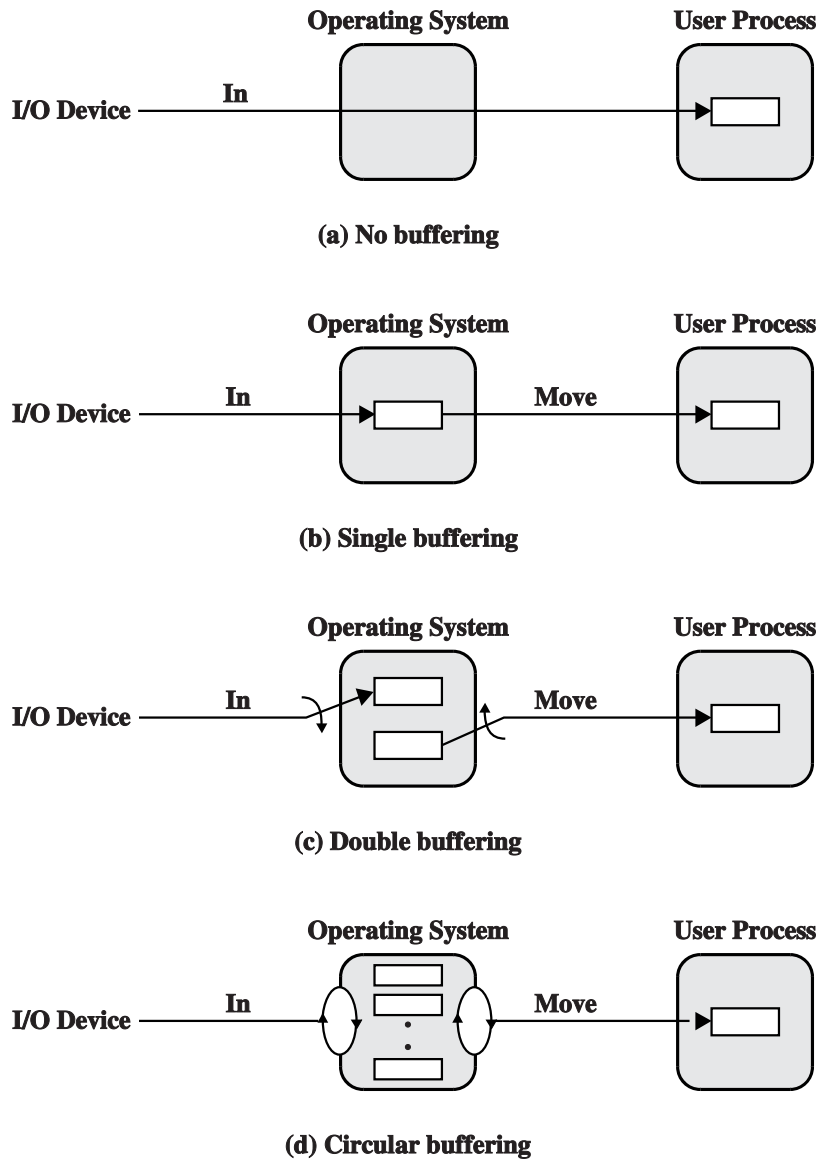 Operating System User Process
I/O Device In
(a) No buffering
Operating System User Process
I/O Device In Move
(b) Single buffering
Operating System User Process
I/O Device In Move
(c) Double buffering
Operating System User Process
I/O Device In Move
(d) Circular buffering